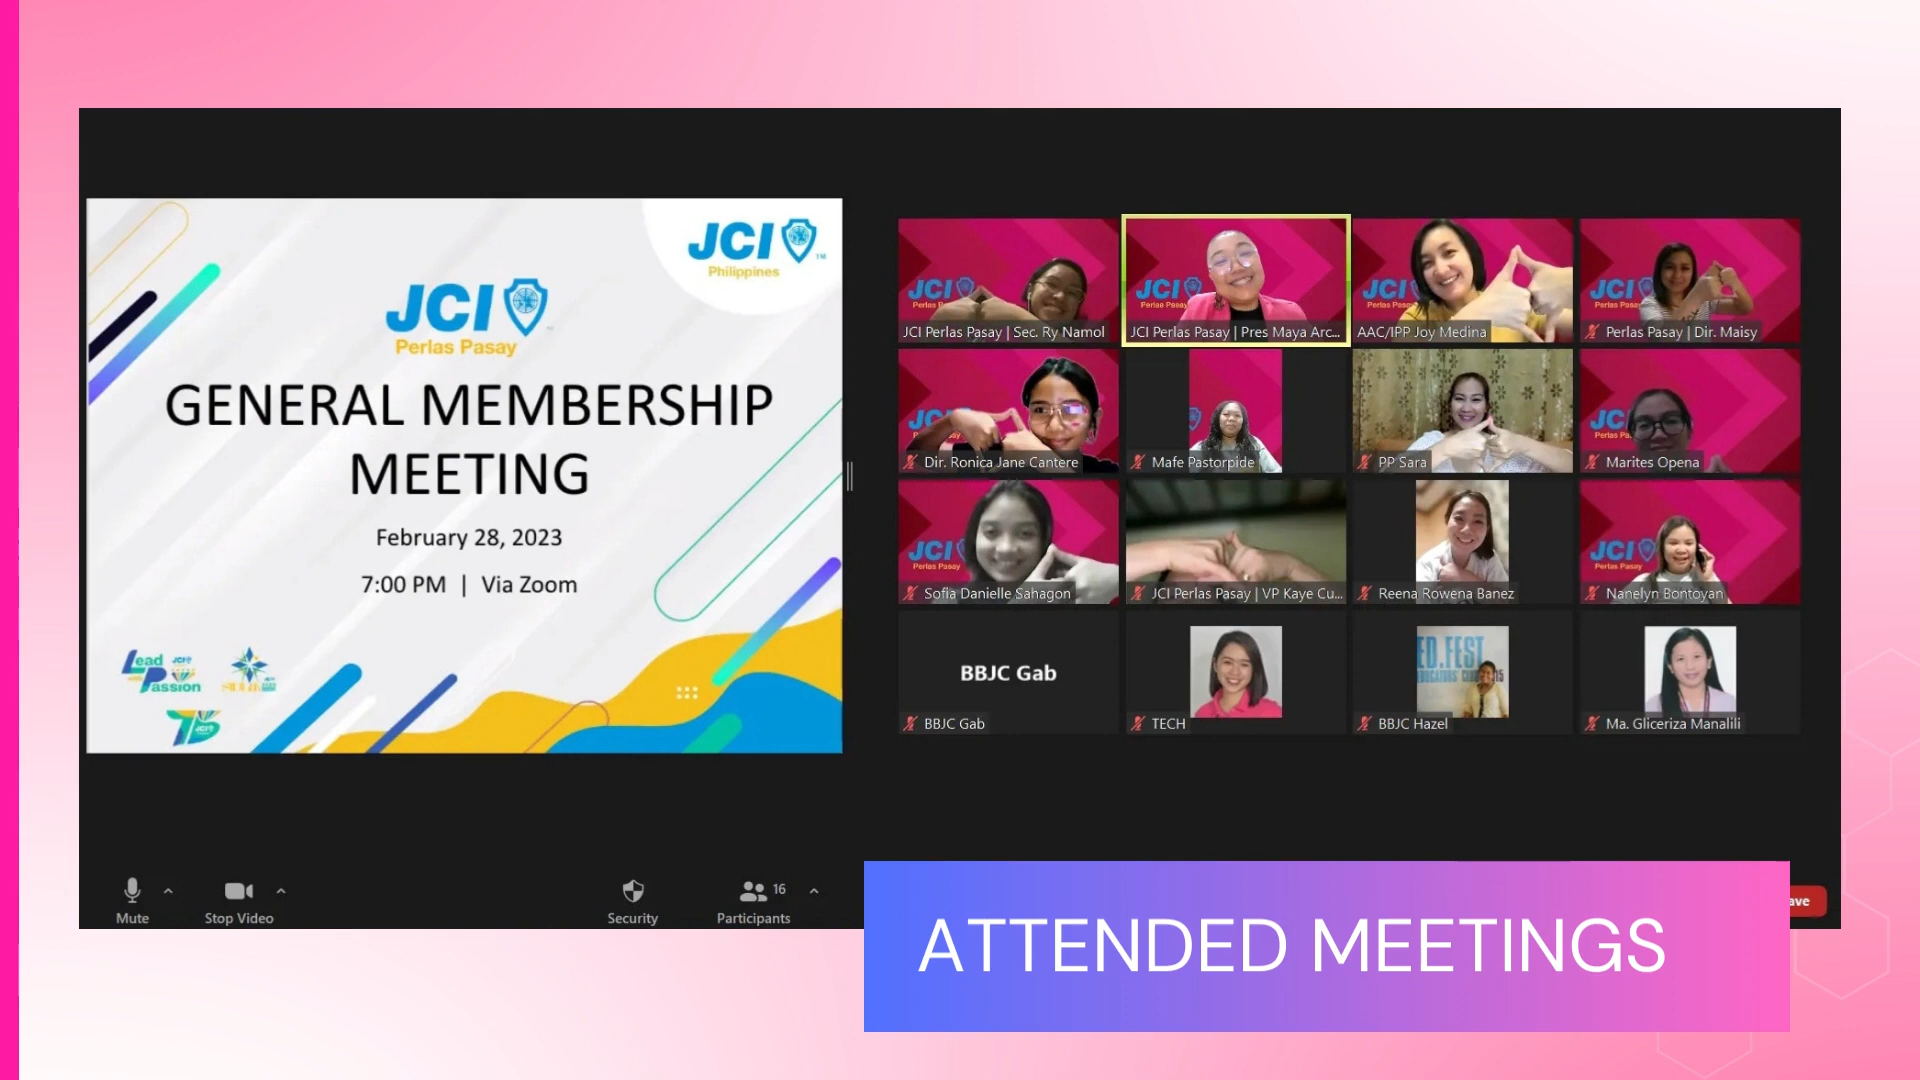 JCI
Philippines
JCI
Perlas Pasay
GENERAL MEMBERSHIP
MEETING
February 28, 2023
7:00 PM | Via Zoom
Lead
Passion
JCI Perlas Pasay | Sec. Ry Namol
JCI Perlas Pasay | Pres Maya Arc...
AAC/IPP Joy Medina
Perlas Pasay | Dir. Maisy
Dir. Ronica Jane Cantere
Mafe Pastorpide
PP Sara
Marites Opena
Sofia Danielle Sahagon
JCI Perlas Pasay | VP Kaye Cu...
Reena Rowena Banez
Nanelyn Bontoyan
BBJC Gab
BBJC Gab
TECH
ED.FEST
BBJC Hazel
Ma. Gliceriza Manalili
Mute
Stop Video
Security
16
Participants
ATTENDED MEETINGS